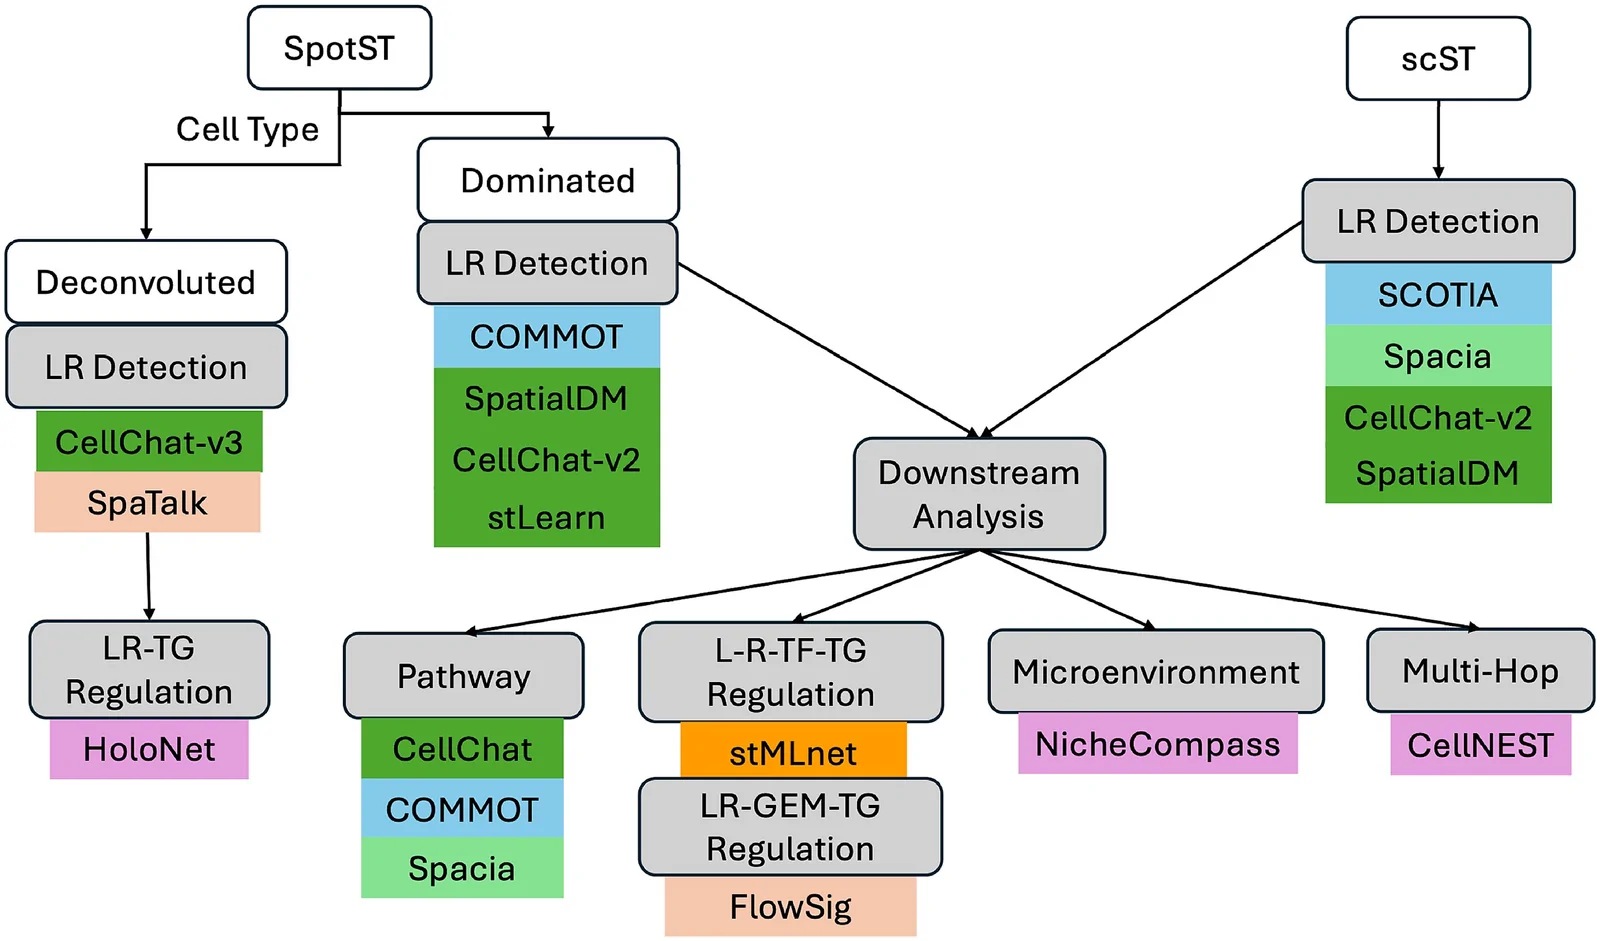 SpotST
scST
Cell Type
Dominated
LR Detection
COMMOT
SpatialDM
CellChat-v2
stLearn
Deconvoluted
LR Detection
CellChat-v3
SpaTalk
LR-TG
Regulation
HoloNet
LR Detection
SCOTIA
Spacia
CellChat-v2
SpatialDM
Downstream
Analysis
Pathway
CellChat
COMMOT
Spacia
L-R-TF-TG
Regulation
stMLnet
LR-GEM-TG
Regulation
FlowSig
Microenvironment
NicheCompass
Multi-Hop
CellNEST